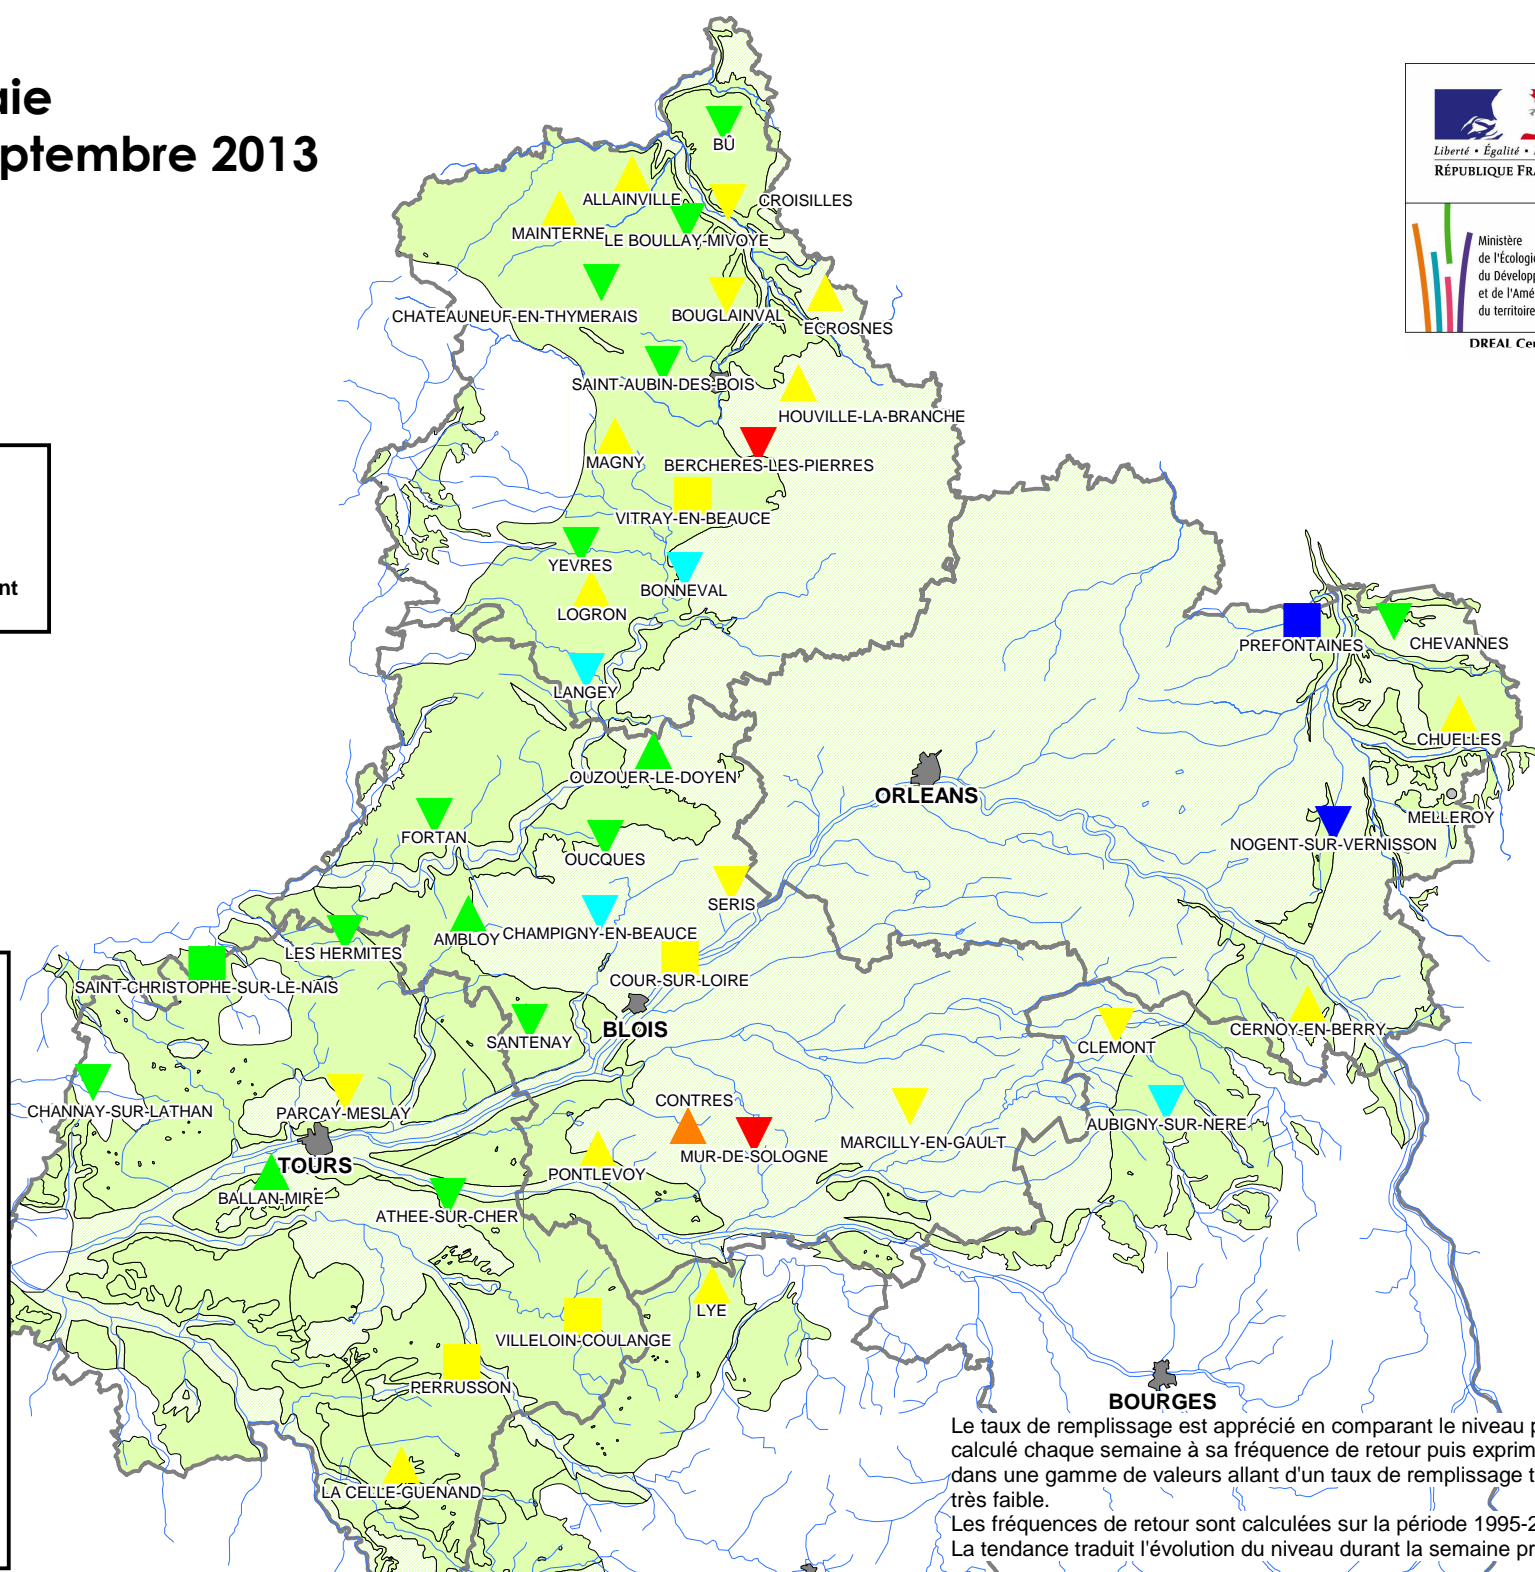 aie
ptembre 2013
Liberté • Égalité •
RÉPUBLIQUE FRA
Ministère
de l'Écologie
du Dévelop
et de l'Amé
du territoire
DREAL Cen
nt
BÛ
ALLAINVILLE
CROISILLES
MAINTERNE
LE BOULLAY-MIVOYE
CHATEAUNEUF-EN-THYMERAIS
BOUGLAINVAL
ECROSNES
SAINT-AUBIN-DES-BOIS
HOUVILLE-LA-BRANCHE
MAGNY
BERCHERES-LES-PIERRES
VITRAY-EN-BEAUCE
YEVRES
BONNEVAL
LOGRON
PREFONTAINES
CHEVANNES
LANGEY
CHUELLES
OUZOUER-LE-DOYEN
ORLEANS
MELLEROY
FORTAN
NOGENT-SUR-VERNISSON
OUCQUES
SERIS
AMBLOY
CHAMPIGNY-EN-BEAUCE
LES HERMITES
COUR-SUR-LOIRE
SAINT-CHRISTOPHE-SUR-LE-NAIS
BLOIS
CERNOY-EN-BERRY
SANTENAY
CLEMONT
CONTRES
CHANNAY-SUR-LATHAN
PARCAY-MESLAY
AUBIGNY-SUR-NERE
MARCILLY-EN-GAULT
MUR-DE-SOLOGNE
TOURS
PONTLEVOY
BALLAN-MIRE
ATHEE-SUR-CHER
LYE
VILLELOIN-COULANGE
PERRUSSON
BOURGES
LA CELLE-GUENAND
Le taux de remplissage est apprécié en comparant le niveau p
calculé chaque semaine à sa fréquence de retour puis exprim
dans une gamme de valeurs allant d'un taux de remplissage t
très faible.
Les fréquences de retour sont calculées sur la période 1995-2
La tendance traduit l'évolution du niveau durant la semaine pr